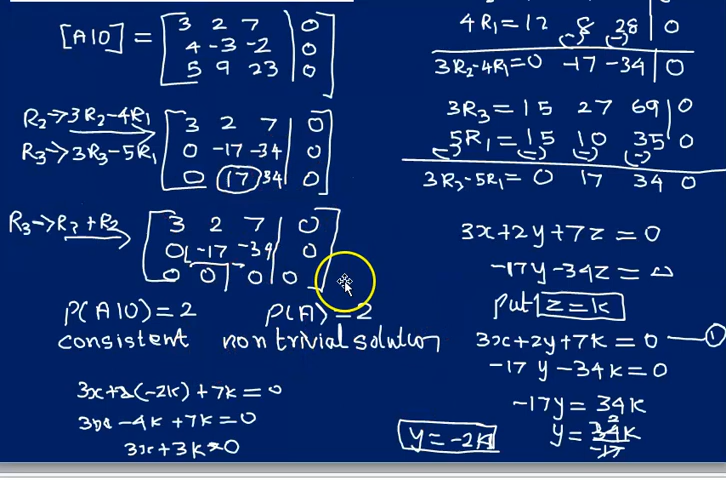 [A|0] = [3 2 7 | 0
4 -3 -2 | 0
5 9 23 | 0]
R2→3R2-4R1
R3→3R3-5R1
[3 2 7 | 0
0 -17 -34 | 0
0 17 34 | 0]
R3→R3+R2
[3 2 7 | 0
0 -17 -34 | 0
0 0 0 | 0]
ρ(A|0)=2 ρ(A)=2
consistent non trivial solution
3x+2(-2k)+7k=0
3x-4k+7k=0
3x+3k=0
4R1=12 8 28 | 0
(-) (-)
3R2-4R1=0 -17 -34 | 0
3R3=15 27 69 | 0
5R1=15 10 35 0
(-) (-) (-) (-)
3R3-5R1=0 17 34 0
3x+2y+7z=0
-17y-34z=0
put z=k
3x+2y+7k=0 — ①
-17y-34k=0
-17y=34k
y=34k/-17
2
y=-2k